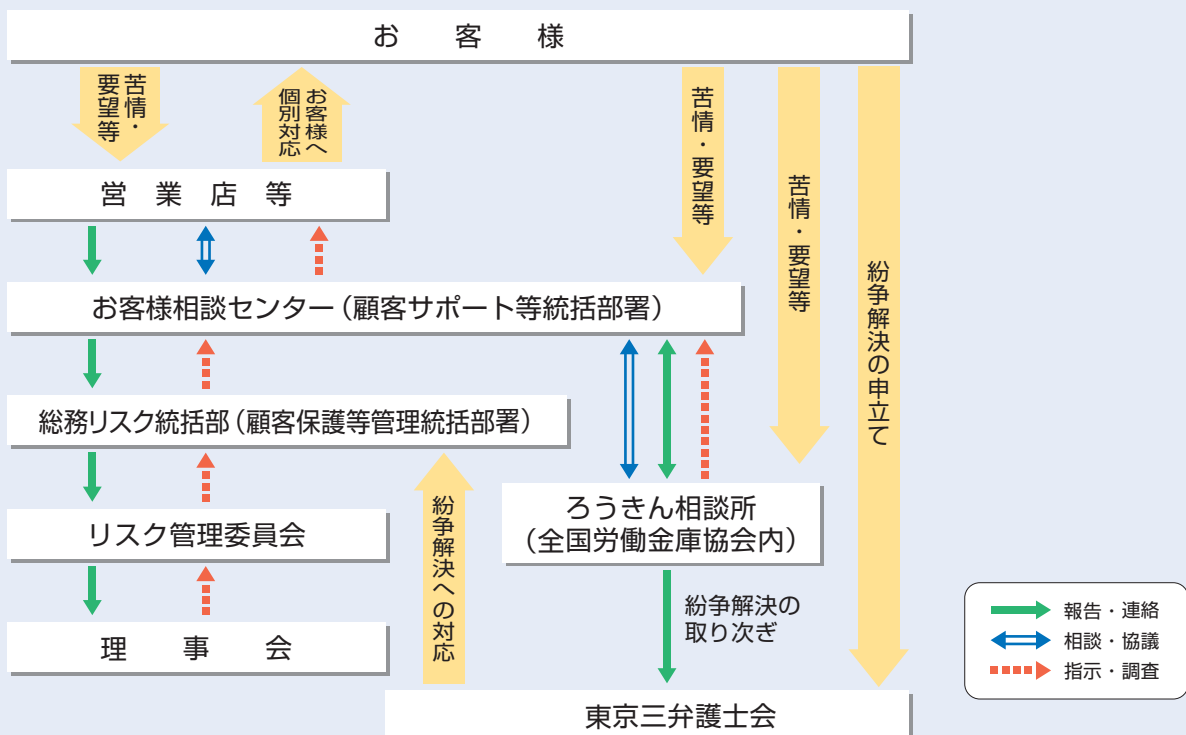 お客様
苦情・
要望等
お客様へ
個別対応
苦情・要望等
苦情・要望等
紛争解決の申立て
営業店等
お客様相談センター（顧客サポート等統括部署）
総務リスク統括部（顧客保護等管理統括部署）
リスク管理委員会
理事会
紛争解決への対応
ろうきん相談所
（全国労働金庫協会内）
紛争解決の
取り次ぎ
東京三弁護士会
報告・連絡
相談・協議
指示・調査